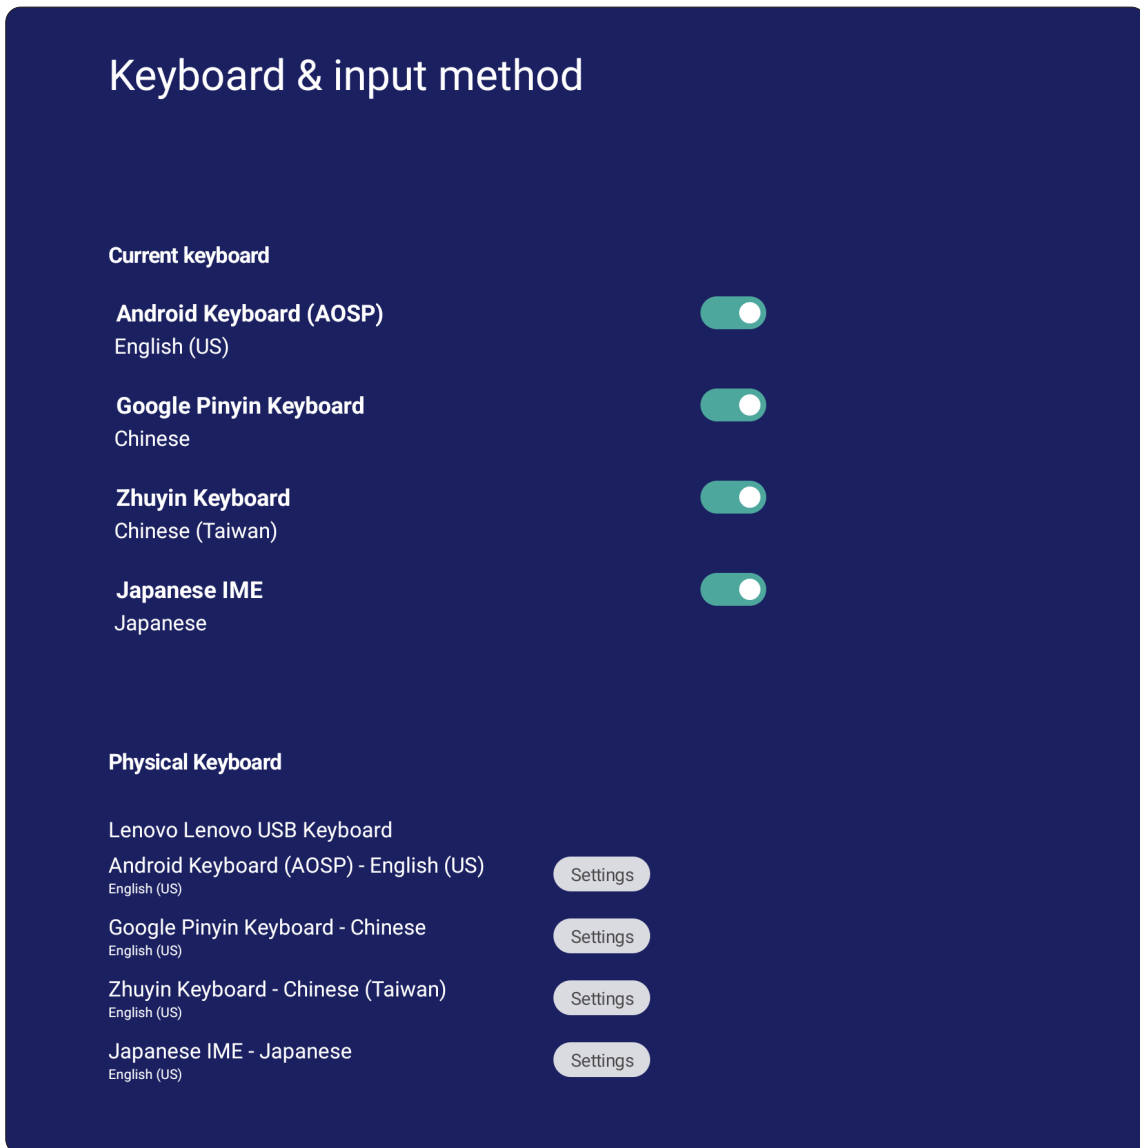 Keyboard & input method
Current keyboard
Android Keyboard (AOSP)
English (US)
Google Pinyin Keyboard
Chinese
Zhuyin Keyboard
Chinese (Taiwan)
Japanese IME
Japanese
Physical Keyboard
Lenovo Lenovo USB Keyboard
Android Keyboard (AOSP) - English (US)
English (US)
Settings
Google Pinyin Keyboard - Chinese
English (US)
Settings
Zhuyin Keyboard - Chinese (Taiwan)
English (US)
Settings
Japanese IME - Japanese
English (US)
Settings